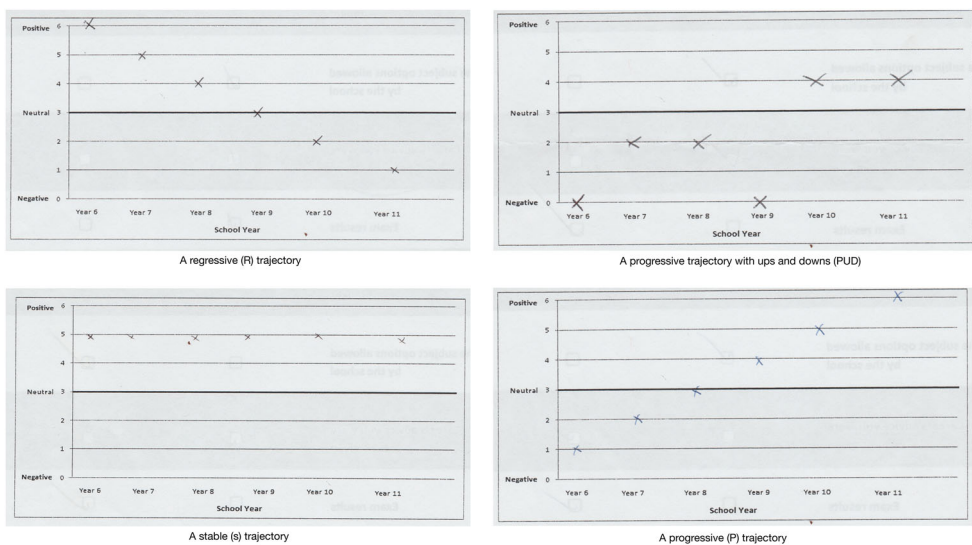 Positive 6
5
4
Neutral 3
2
1
Negative 0
Year 6 Year 7 Year 8 Year 9 Year 10 Year 11
School Year
A regressive (R) trajectory
Positive 6
5
4
Neutral 3
2
1
Negative 0
Year 6 Year 7 Year 8 Year 9 Year 10 Year 11
School Year
A progressive trajectory with ups and downs (PUD)
Positive 6
5
4
Neutral 3
2
1
Negative 0
Year 6 Year 7 Year 8 Year 9 Year 10 Year 11
School Year
A stable (s) trajectory
Positive 6
5
4
Neutral 3
2
1
Negative 0
Year 6 Year 7 Year 8 Year 9 Year 10 Year 11
School Year
A progressive (P) trajectory